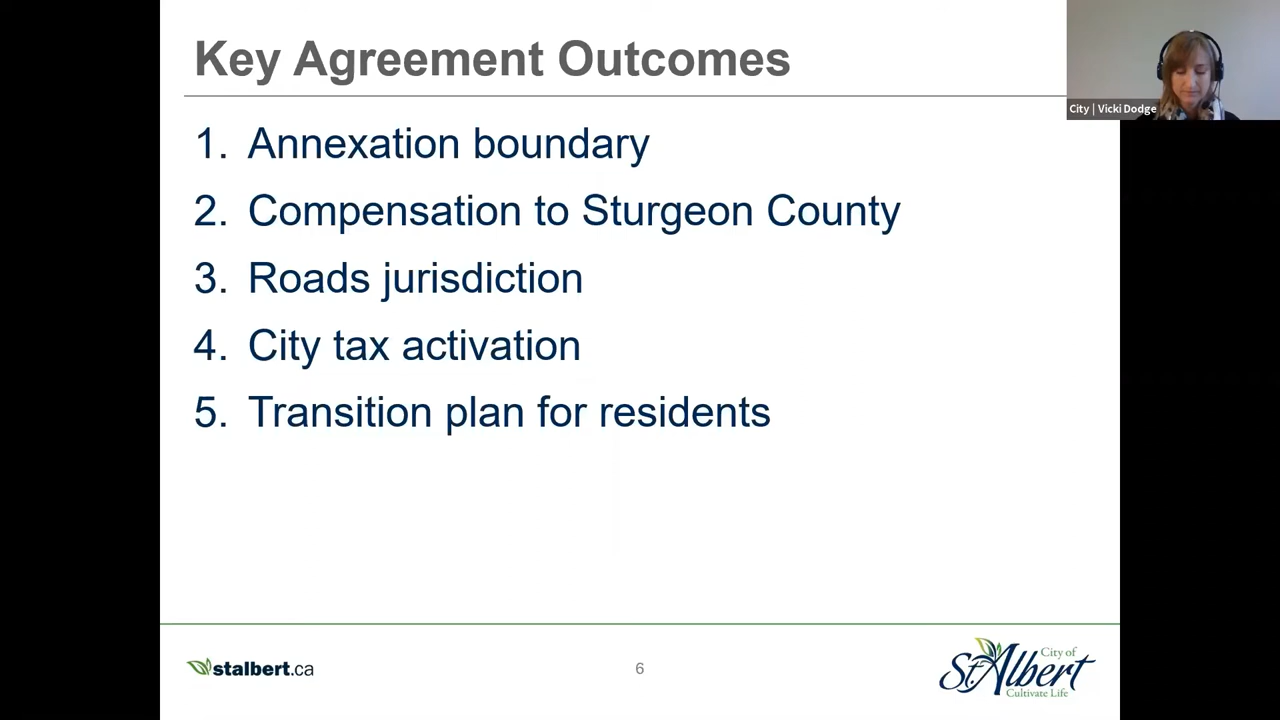 Key Agreement Outcomes
City | Vicki Dodge
1. Annexation boundary
2. Compensation to Sturgeon County
3. Roads jurisdiction
4. City tax activation
5. Transition plan for residents
stalbert.ca
6
City of
St. Albert
Cultivate Life